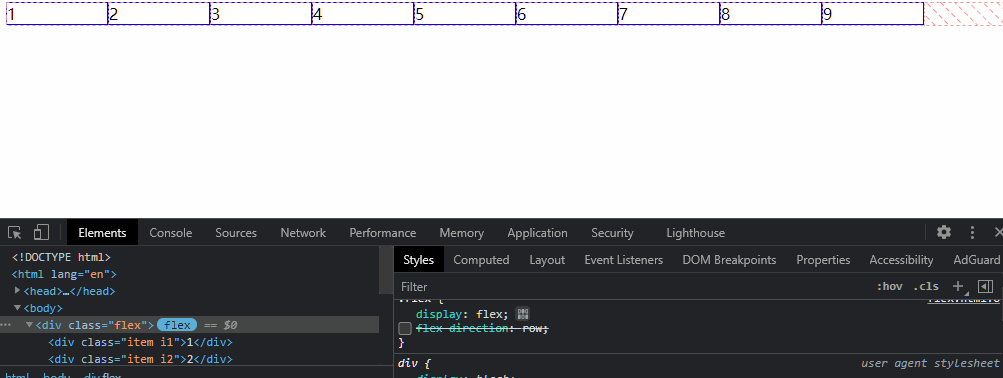 1 2 3 4 5 6 7 8 9
Elements Console Sources Network Performance Memory Application Security Lighthouse
<!DOCTYPE html>
<html lang="en">
<head>…</head>
<body>
<div class="flex"> flex == $0
<div class="item i1">1</div>
<div class="item i2">2</div>
html body div.flex
Styles Computed Layout Event Listeners DOM Breakpoints Properties Accessibility AdGuard
Filter :hov .cls
.flex {
display: flex;
flex-direction: row;
}
div { user agent stylesheet
display: block;